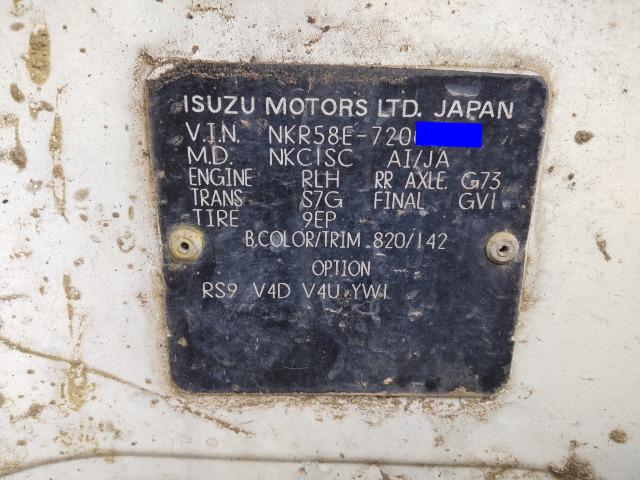 ISUZU MOTORS LTD. JAPAN
V.I.N. NKR58E-720
M.D. NKC1SC A1/JA
ENGINE RLH RR AXLE. G73
TRANS S7G FINAL GV1
TIRE 9EP
B,COLOR/TRIM 820/142
OPTION
RS9 V4D V4U YW1